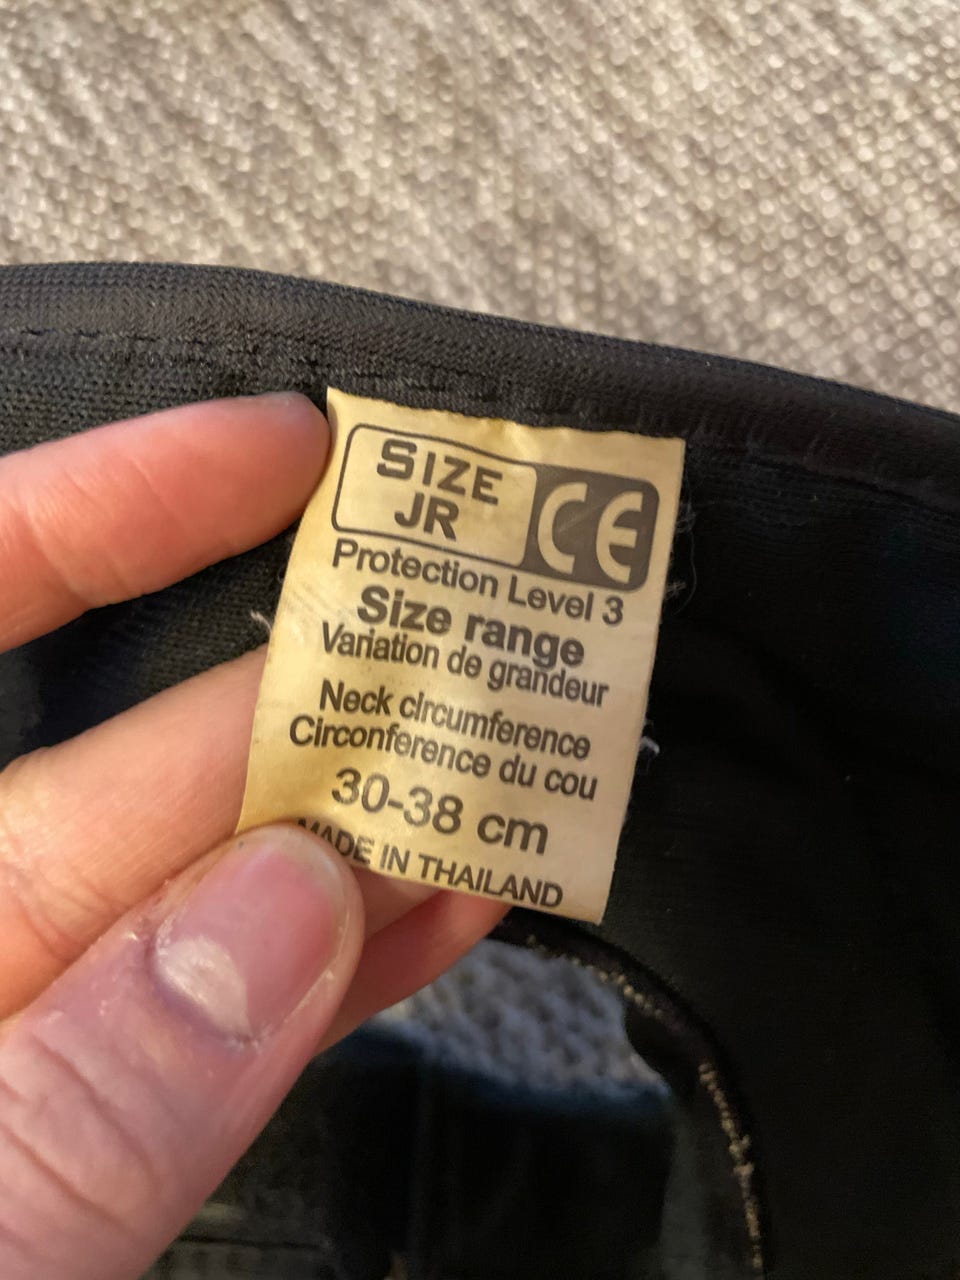 SIZE
JR
CE
Protection Level 3
Size range
Variation de grandeur
Neck circumference
Circonference du cou
30-38 cm
MADE IN THAILAND